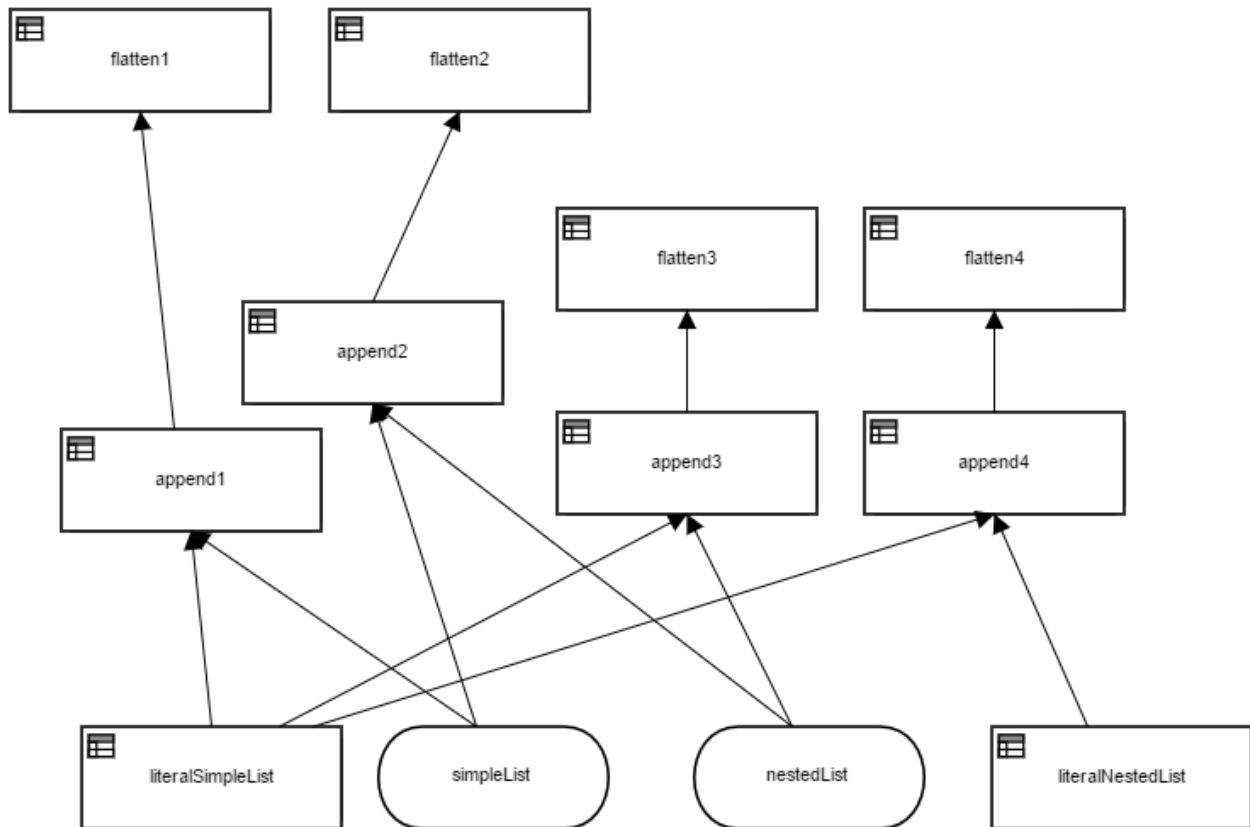 flatten1
flatten2
flatten3
flatten4
append2
append3
append4
append1
literalSimpleList
simpleList
nestedList
literalNestedList